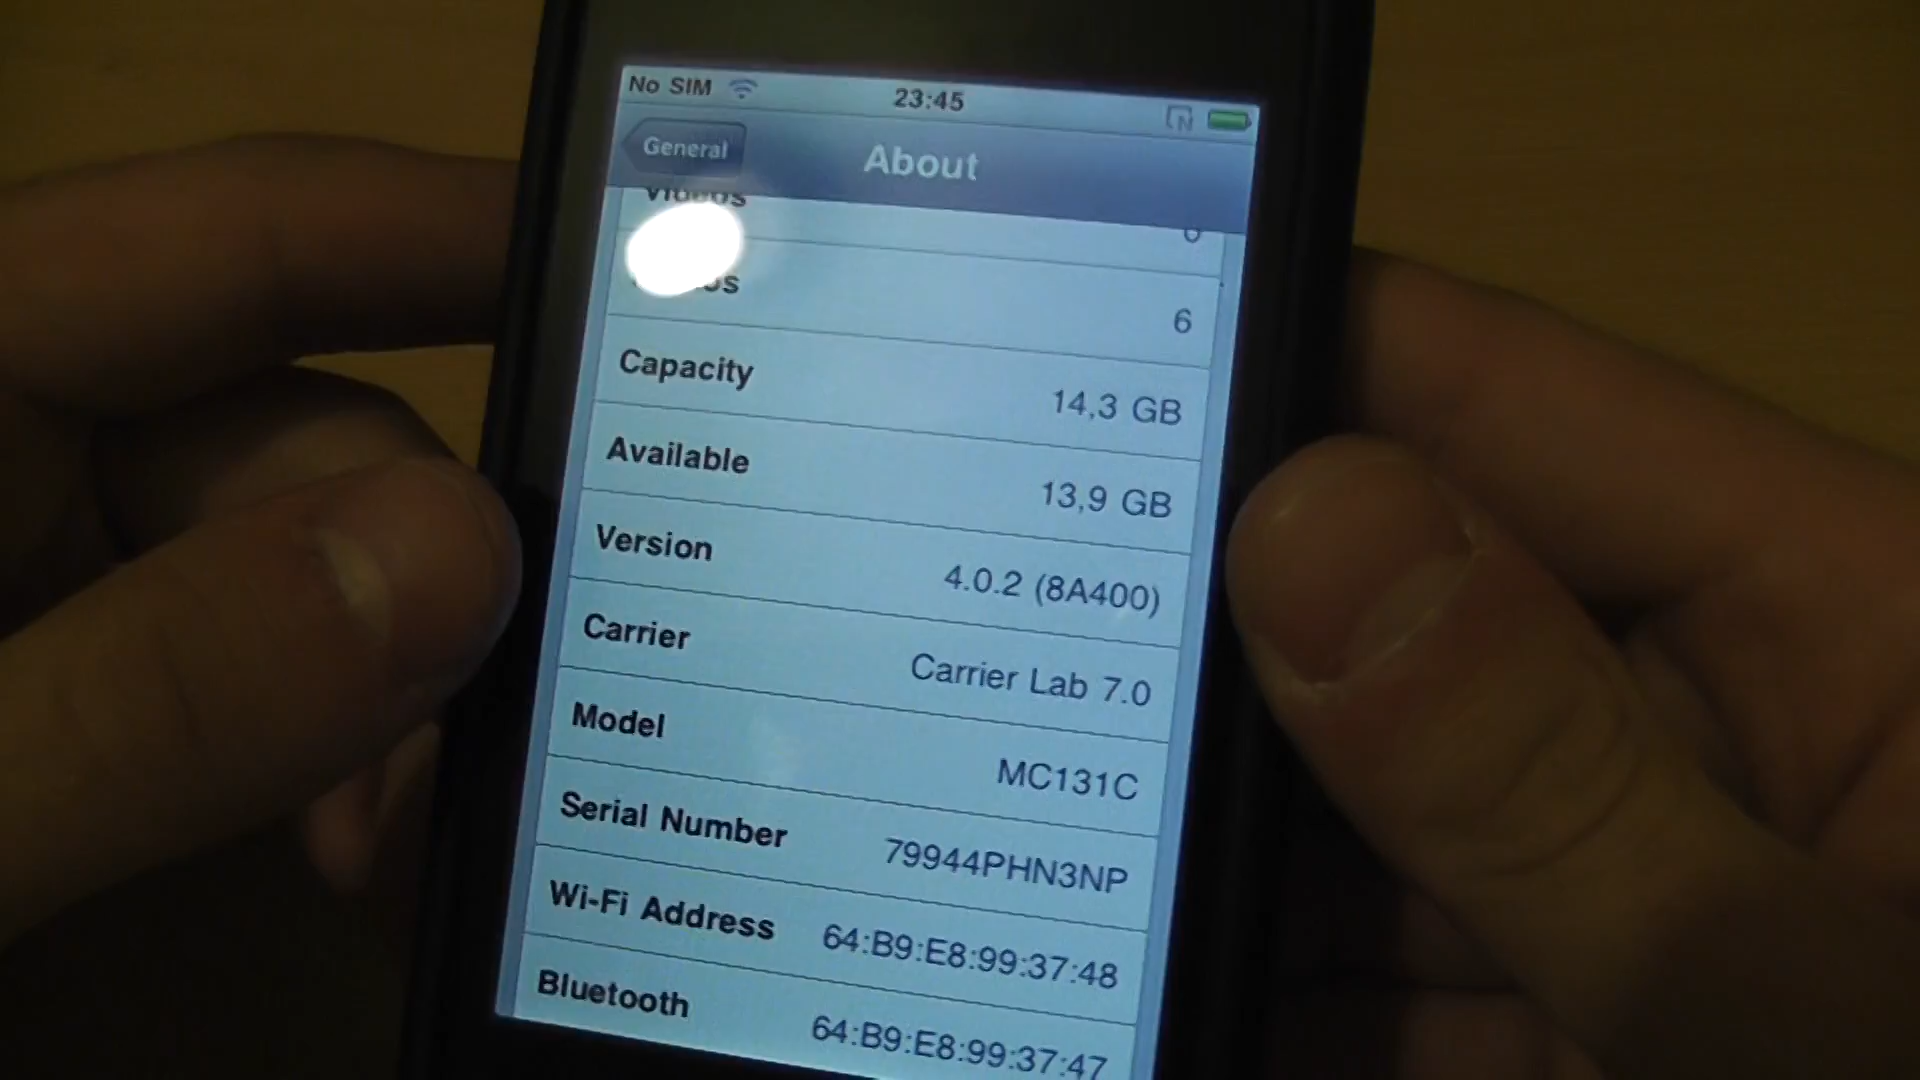 No SIM 23:45
General About
Videos 0
6
Capacity 14,3 GB
Available 13,9 GB
Version 4.0.2 (8A400)
Carrier Carrier Lab 7.0
Model MC131C
Serial Number 79944PHN3NP
Wi-Fi Address 64:B9:E8:99:37:48
Bluetooth 64:B9:E8:99:37:47